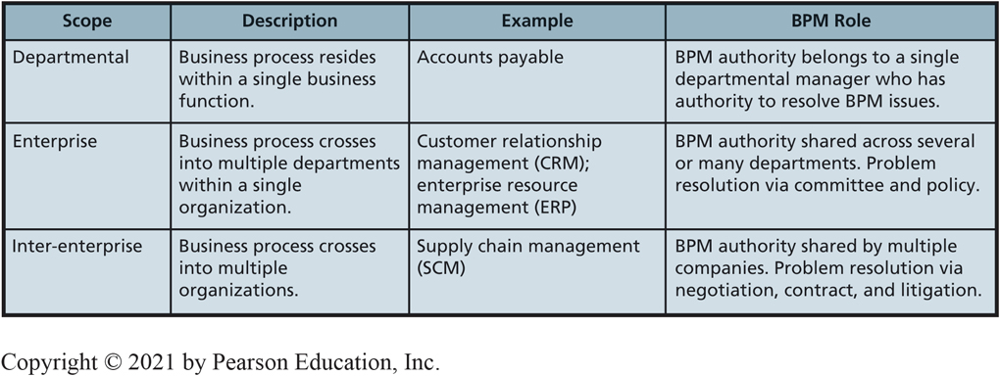 Scope Description Example BPM Role
Departmental
Business process resides
within a single business
function.
Accounts payable
BPM authority belongs to a single
departmental manager who has
authority to resolve BPM issues.
Enterprise
Business process crosses
into multiple departments
within a single
organization.
Customer relationship
management (CRM);
enterprise resource
management (ERP)
BPM authority shared across several
or many departments. Problem
resolution via committee and policy.
Inter-enterprise
Business process crosses
into multiple
organizations.
Supply chain management
(SCM)
BPM authority shared by multiple
companies. Problem resolution via
negotiation, contract, and litigation.
Copyright © 2021 by Pearson Education, Inc.